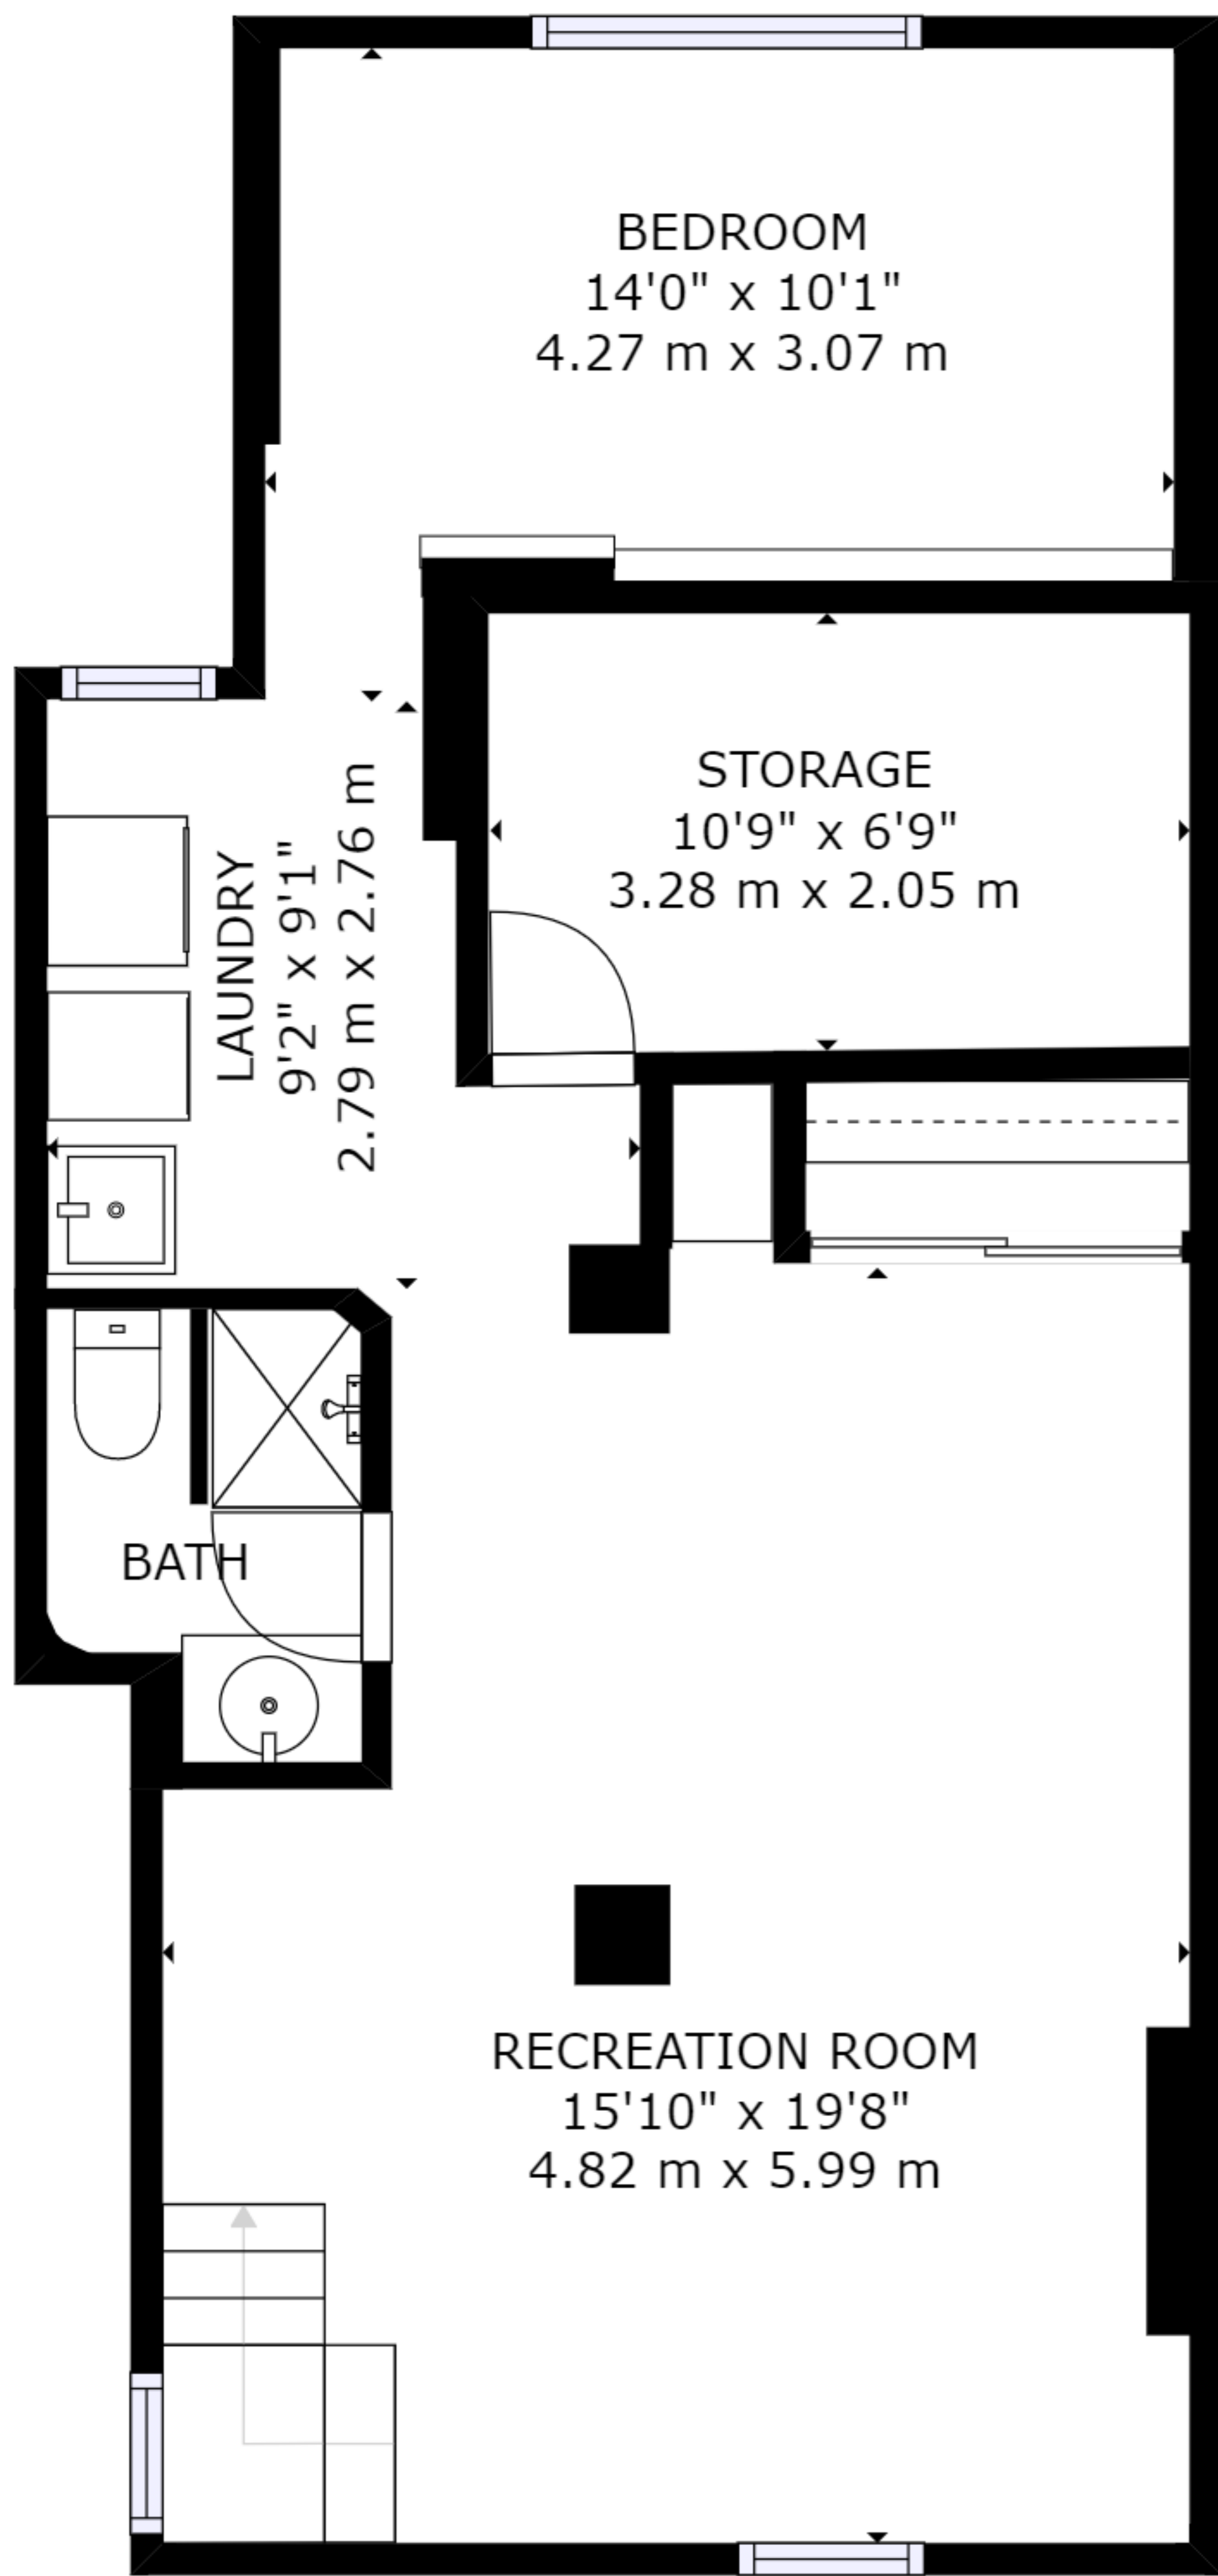 BEDROOM
14'0" x 10'1"
4.27 m x 3.07 m
STORAGE
10'9" x 6'9"
3.28 m x 2.05 m
LAUNDRY
9'2" x 9'1"
2.79 m x 2.76 m
BATH
RECREATION ROOM
15'10" x 19'8"
4.82 m x 5.99 m